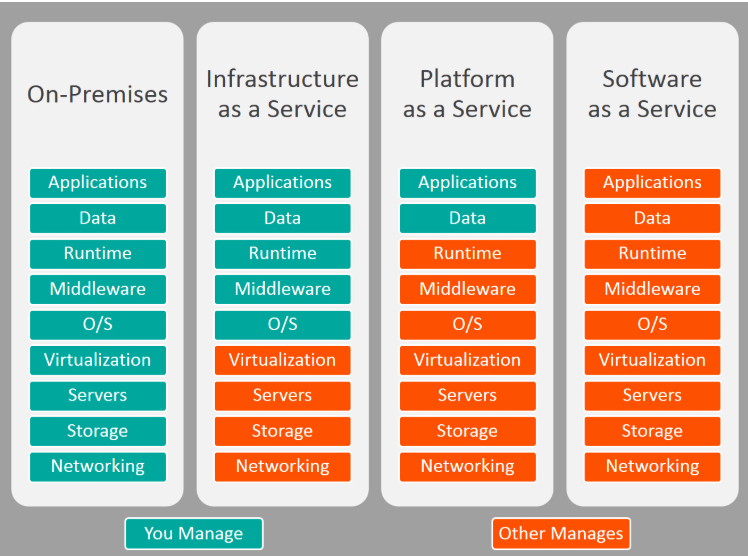 On-Premises
Applications
Data
Runtime
Middleware
O/S
Virtualization
Servers
Storage
Networking
Infrastructure
as a Service
Applications
Data
Runtime
Middleware
O/S
Virtualization
Servers
Storage
Networking
Platform
as a Service
Applications
Data
Runtime
Middleware
O/S
Virtualization
Servers
Storage
Networking
Software
as a Service
Applications
Data
Runtime
Middleware
O/S
Virtualization
Servers
Storage
Networking
You Manage
Other Manages